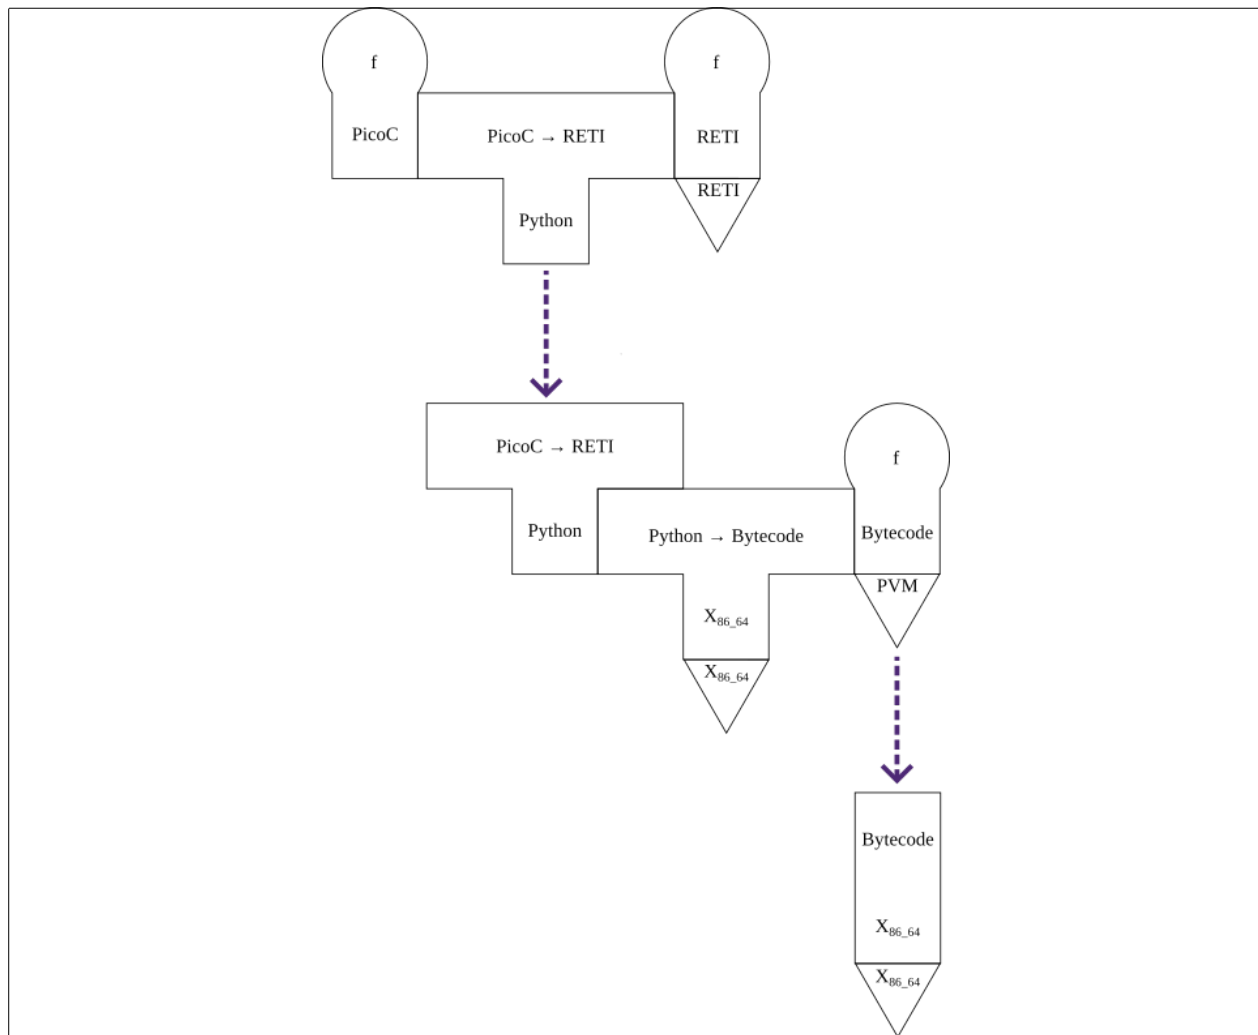 f
f
PicoC
PicoC → RETI
RETI
RETI
Python
PicoC → RETI
f
Python
Python → Bytecode
Bytecode
PVM
X86_64
X86_64
Bytecode
X86_64
X86_64